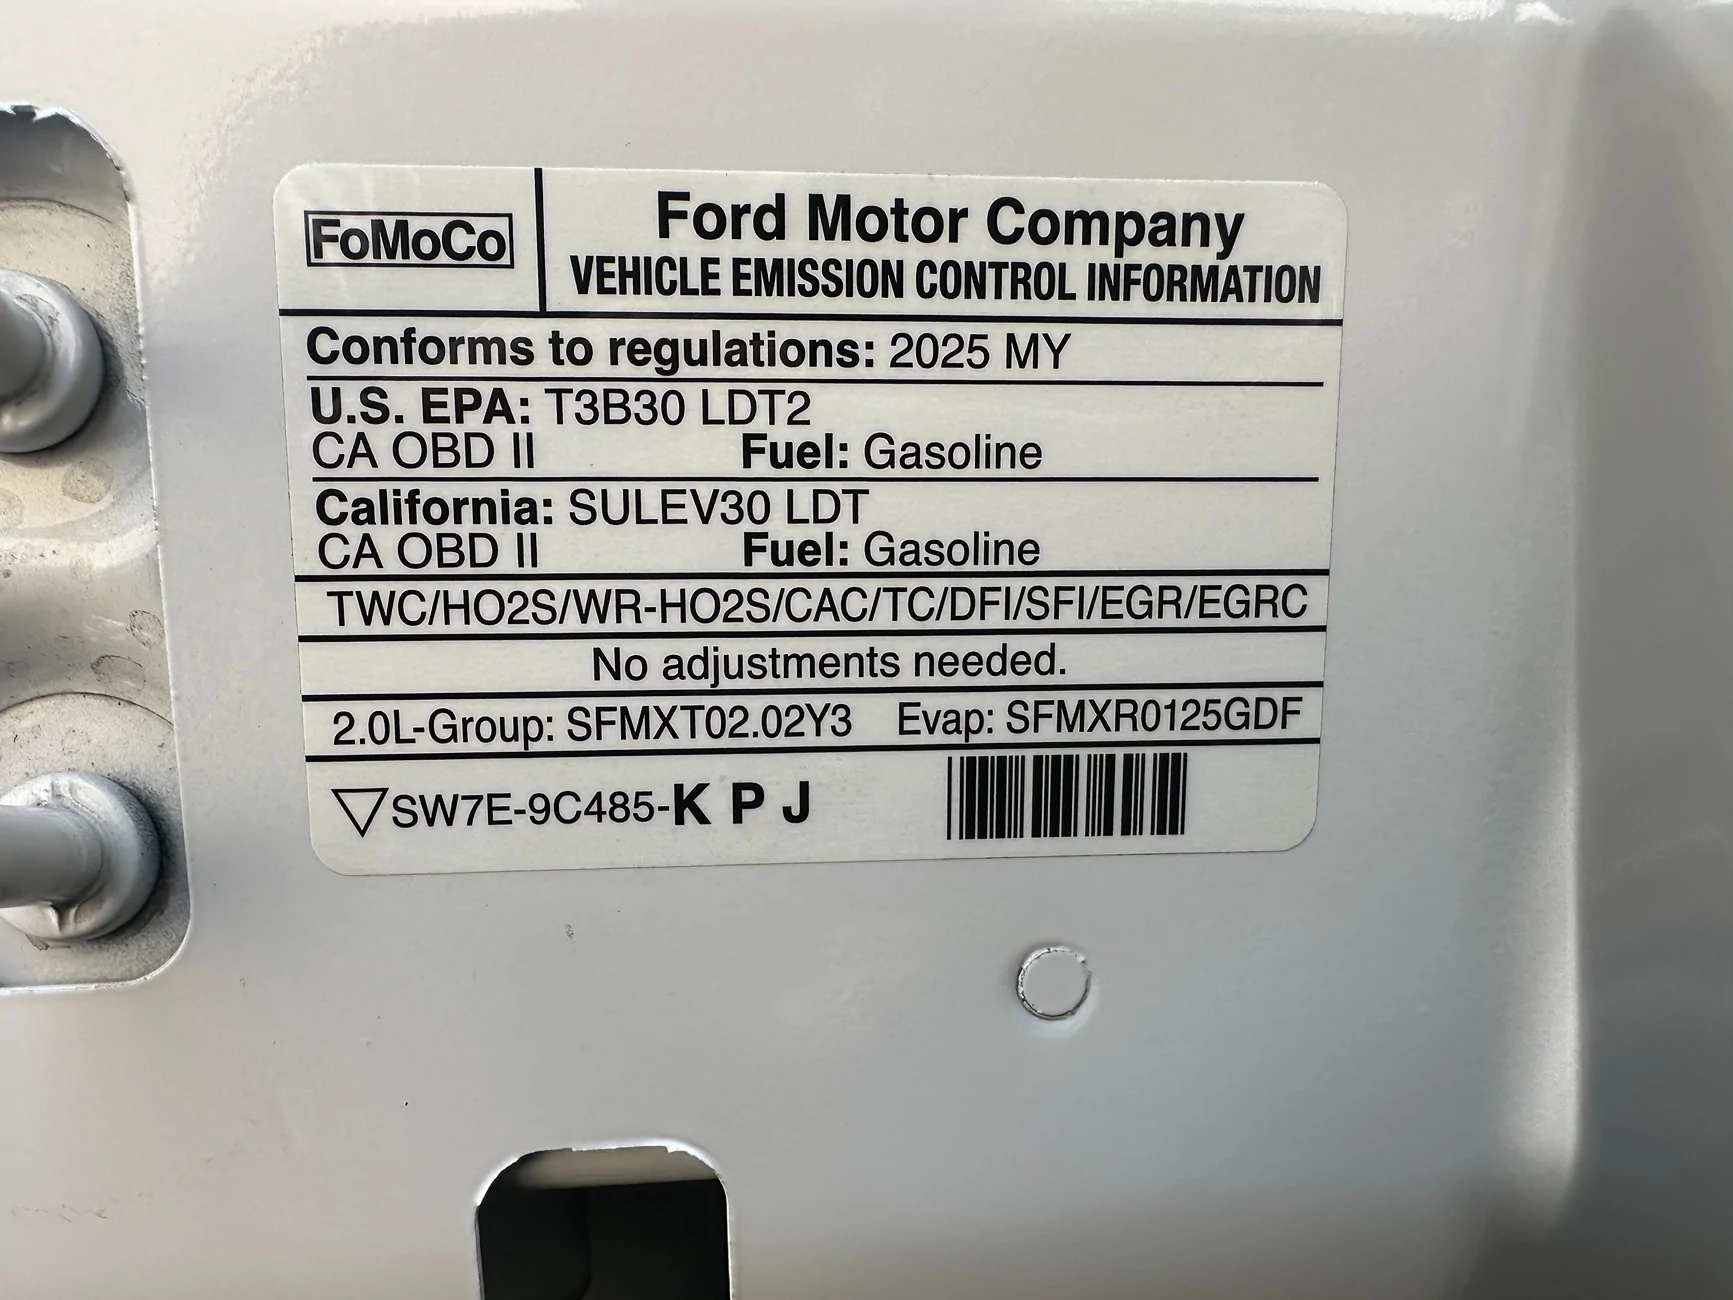 FoMoCo
Ford Motor Company
VEHICLE EMISSION CONTROL INFORMATION
Conforms to regulations: 2025 MY
U.S. EPA: T3B30 LDT2
CA OBD II Fuel: Gasoline
California: SULEV30 LDT
CA OBD II Fuel: Gasoline
TWC/HO2S/WR-HO2S/CAC/TC/DFI/SFI/EGR/EGRC
No adjustments needed.
2.0L-Group: SFMXT02.02Y3 Evap: SFMXR0125GDF
▽SW7E-9C485-K P J